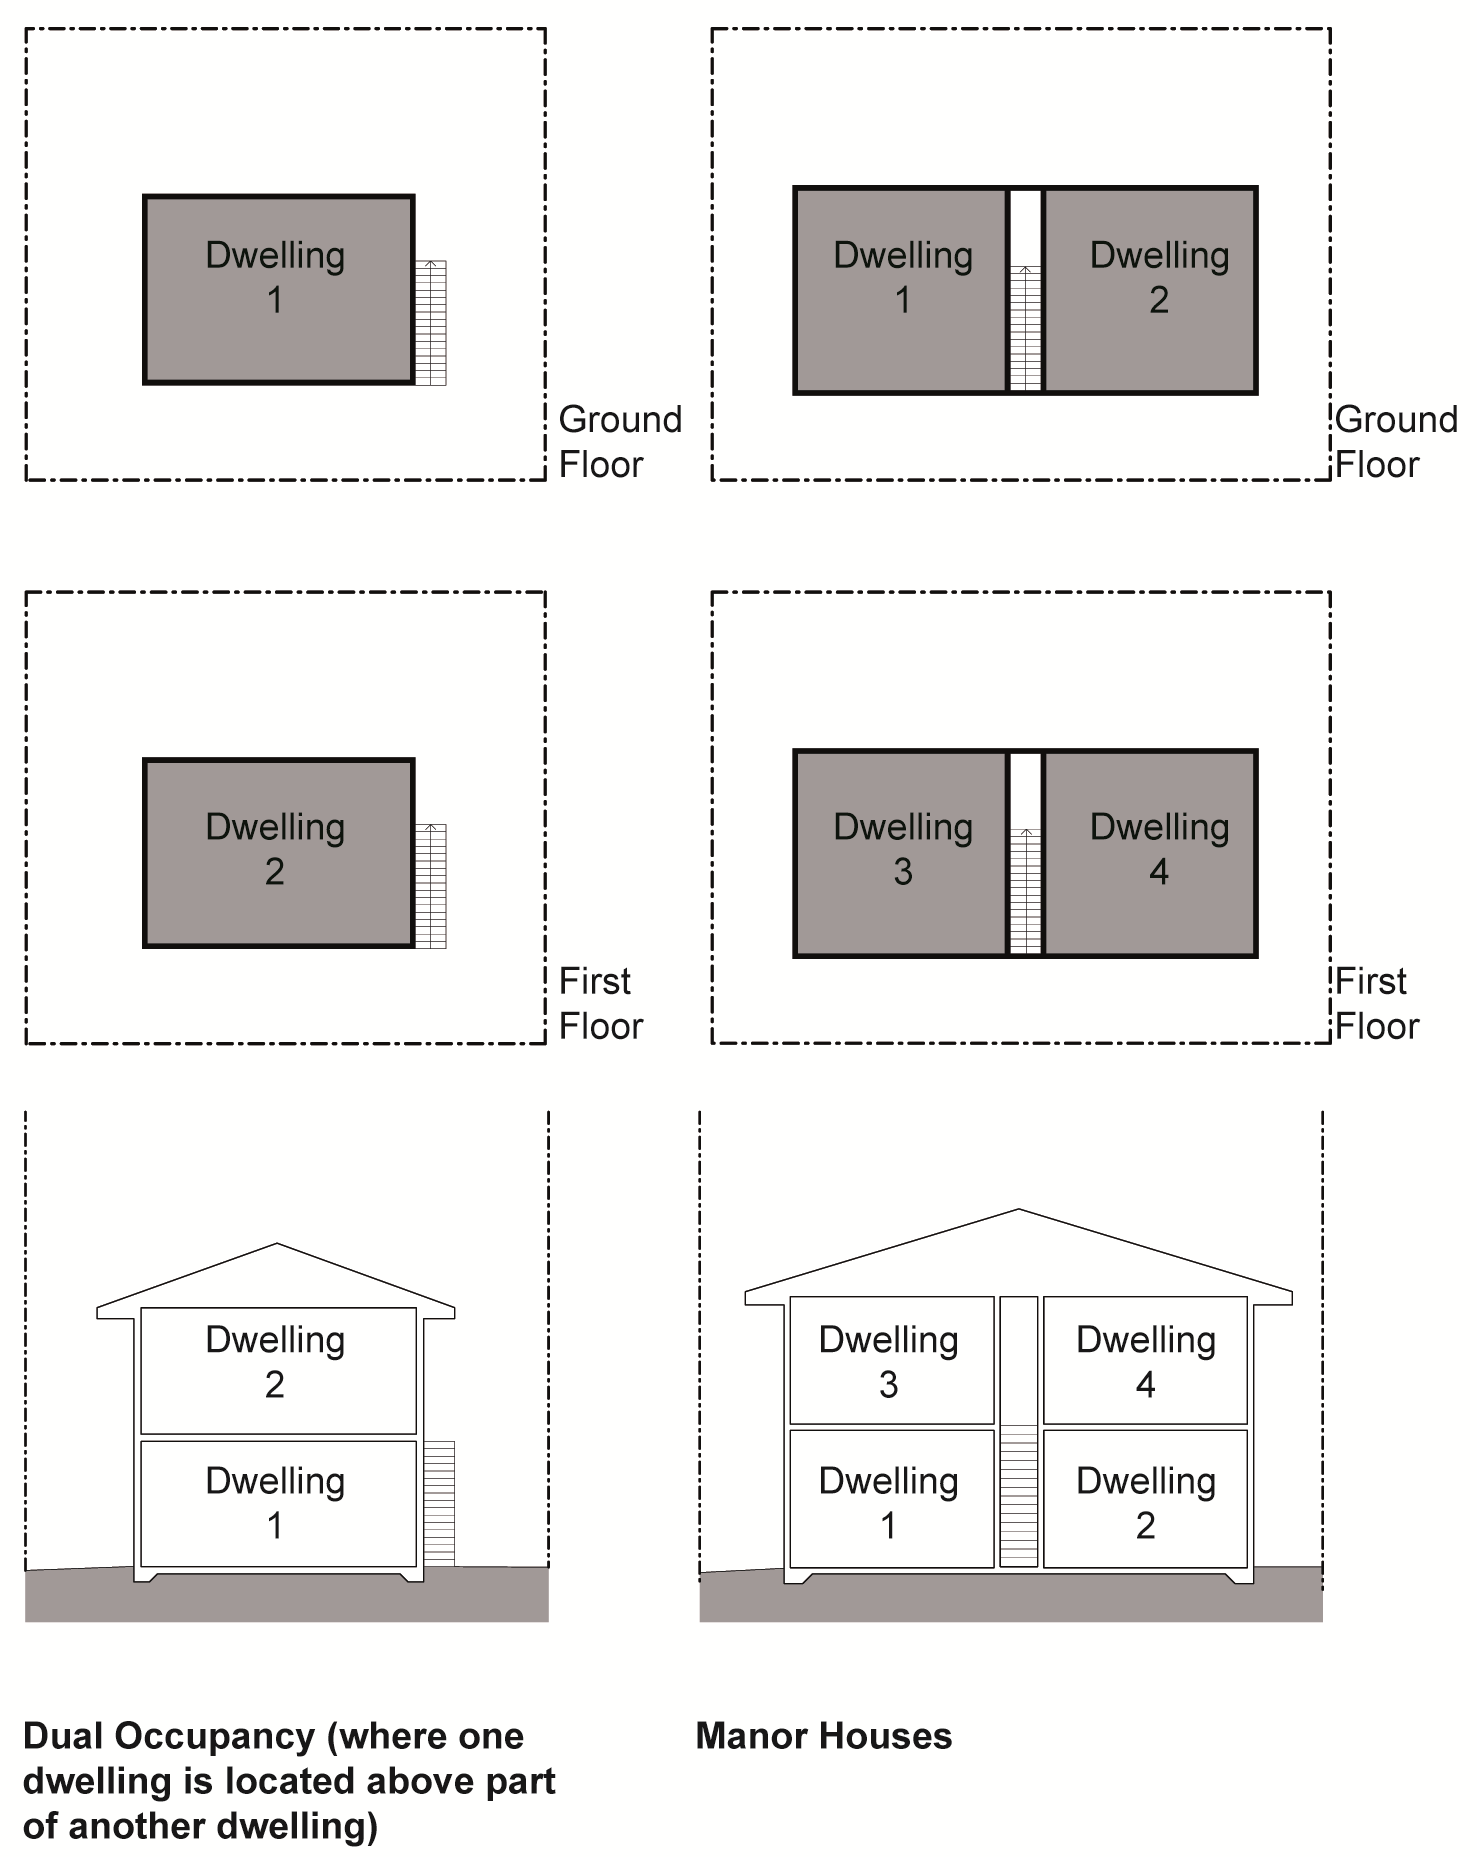 Dwelling
1
Ground
Floor
Dwelling
1
Dwelling
2
Ground
Floor
Dwelling
2
First
Floor
Dwelling
3
Dwelling
4
First
Floor
Dwelling
2
Dwelling
1
Dwelling
3
Dwelling
4
Dwelling
1
Dwelling
2
Dual Occupancy (where one
dwelling is located above part
of another dwelling)
Manor Houses